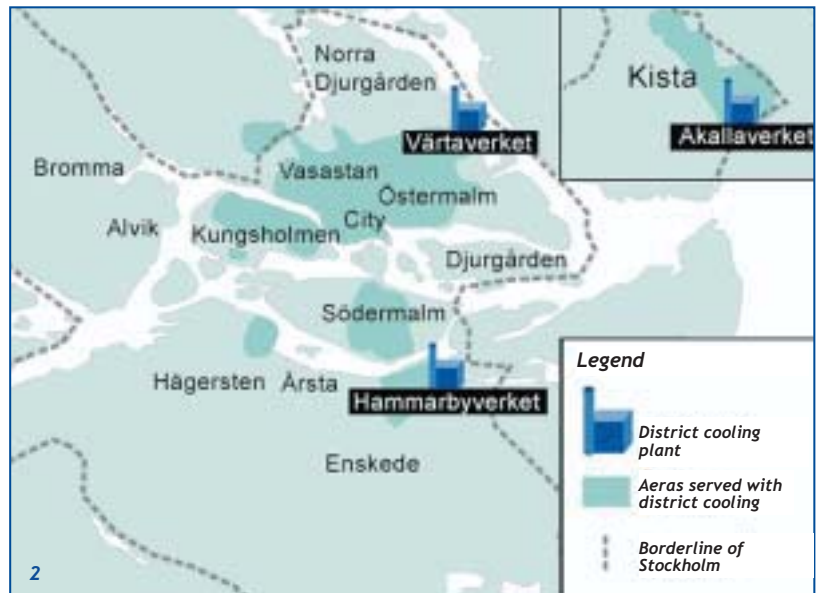 Norra
Djurgården
Kista
Värtaverket
Akallaverket
Bromma
Vasastan
Östermalm
Alvik
Kungsholmen
City
Djurgården
Södermalm
Hägersten
Årsta
Hammarbyverket
Enskede
Legend
District cooling
plant
Aeras served with
district cooling
Borderline of
Stockholm
2